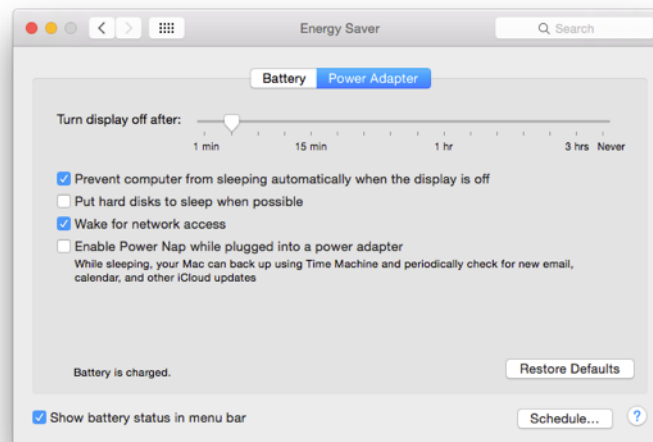 Energy Saver
Search
Battery Power Adapter
Turn display off after:
1 min 15 min 1 hr 3 hrs Never
Prevent computer from sleeping automatically when the display is off
Put hard disks to sleep when possible
Wake for network access
Enable Power Nap while plugged into a power adapter
While sleeping, your Mac can back up using Time Machine and periodically check for new email,
calendar, and other iCloud updates
Battery is charged.
Restore Defaults
Show battery status in menu bar
Schedule... ?